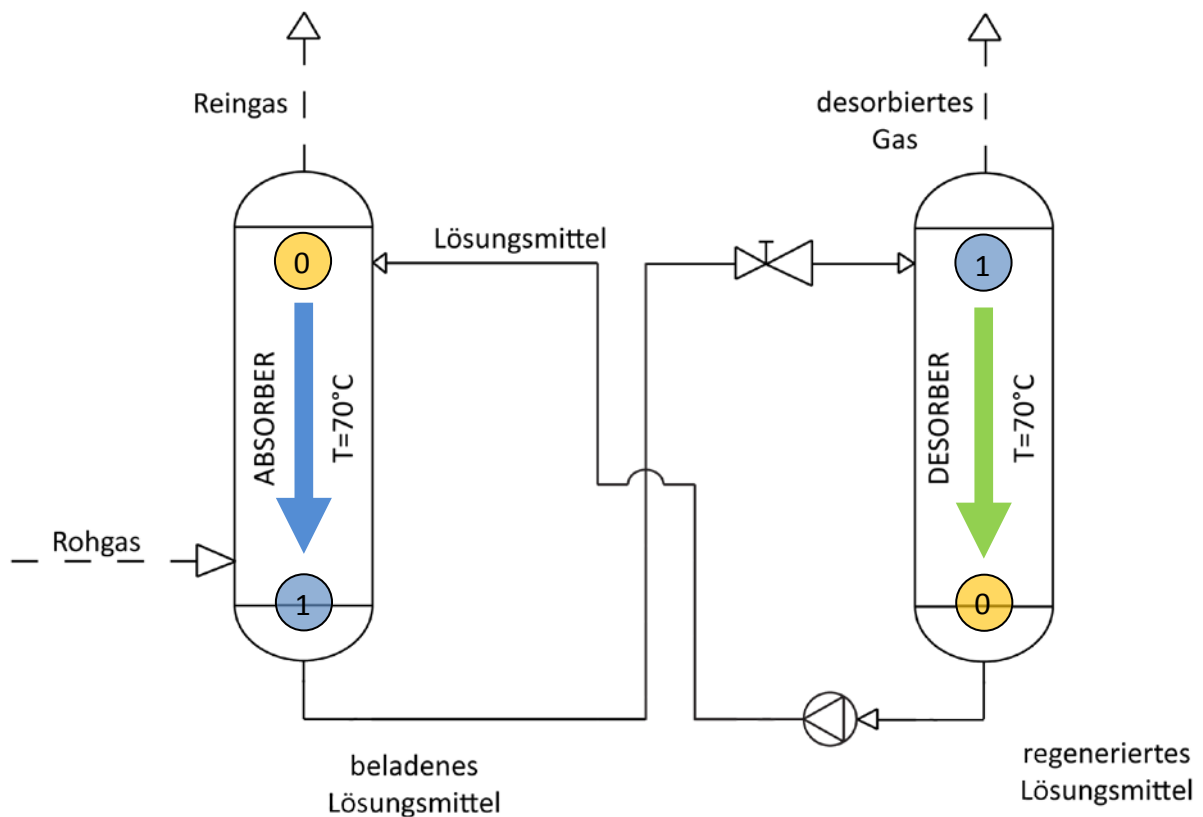 Reingas
desorbiertes
Gas
Lösungsmittel
0
1
ABSORBER
T=70°C
DESORBER
T=70°C
Rohgas
1
0
beladenes
Lösungsmittel
regeneriertes
Lösungsmittel